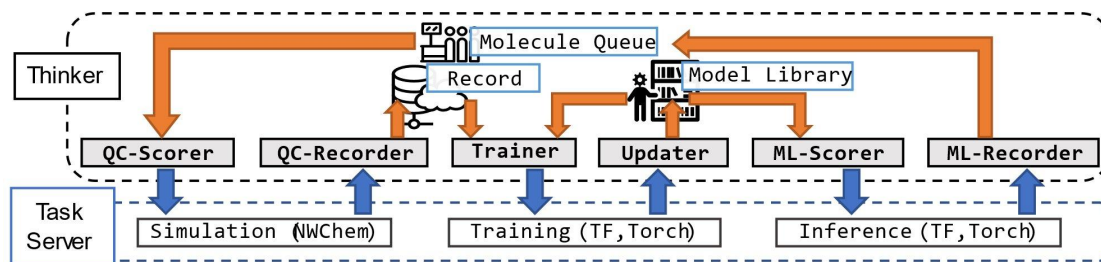 Molecule Queue
Thinker
Record
Model Library
QC-Scorer
QC-Recorder
Trainer
Updater
ML-Scorer
ML-Recorder
Task
Server
Simulation (NWChem)
Training (TF,Torch)
Inference (TF,Torch)